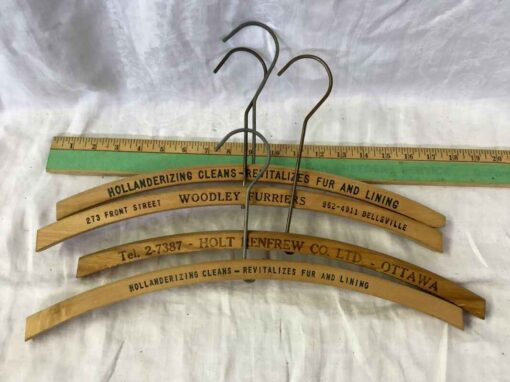 HOLLANDERIZING CLEANS - REVITALIZES FUR AND LINING
273 FRONT STREET WOODLEY FURRIERS 962-4911 BELLSVILLE
Tel. 2-7387 - HOLT RENFREW CO. LTD. - OTTAWA
HOLLANDERIZING CLEANS - REVITALIZES FUR AND LINING